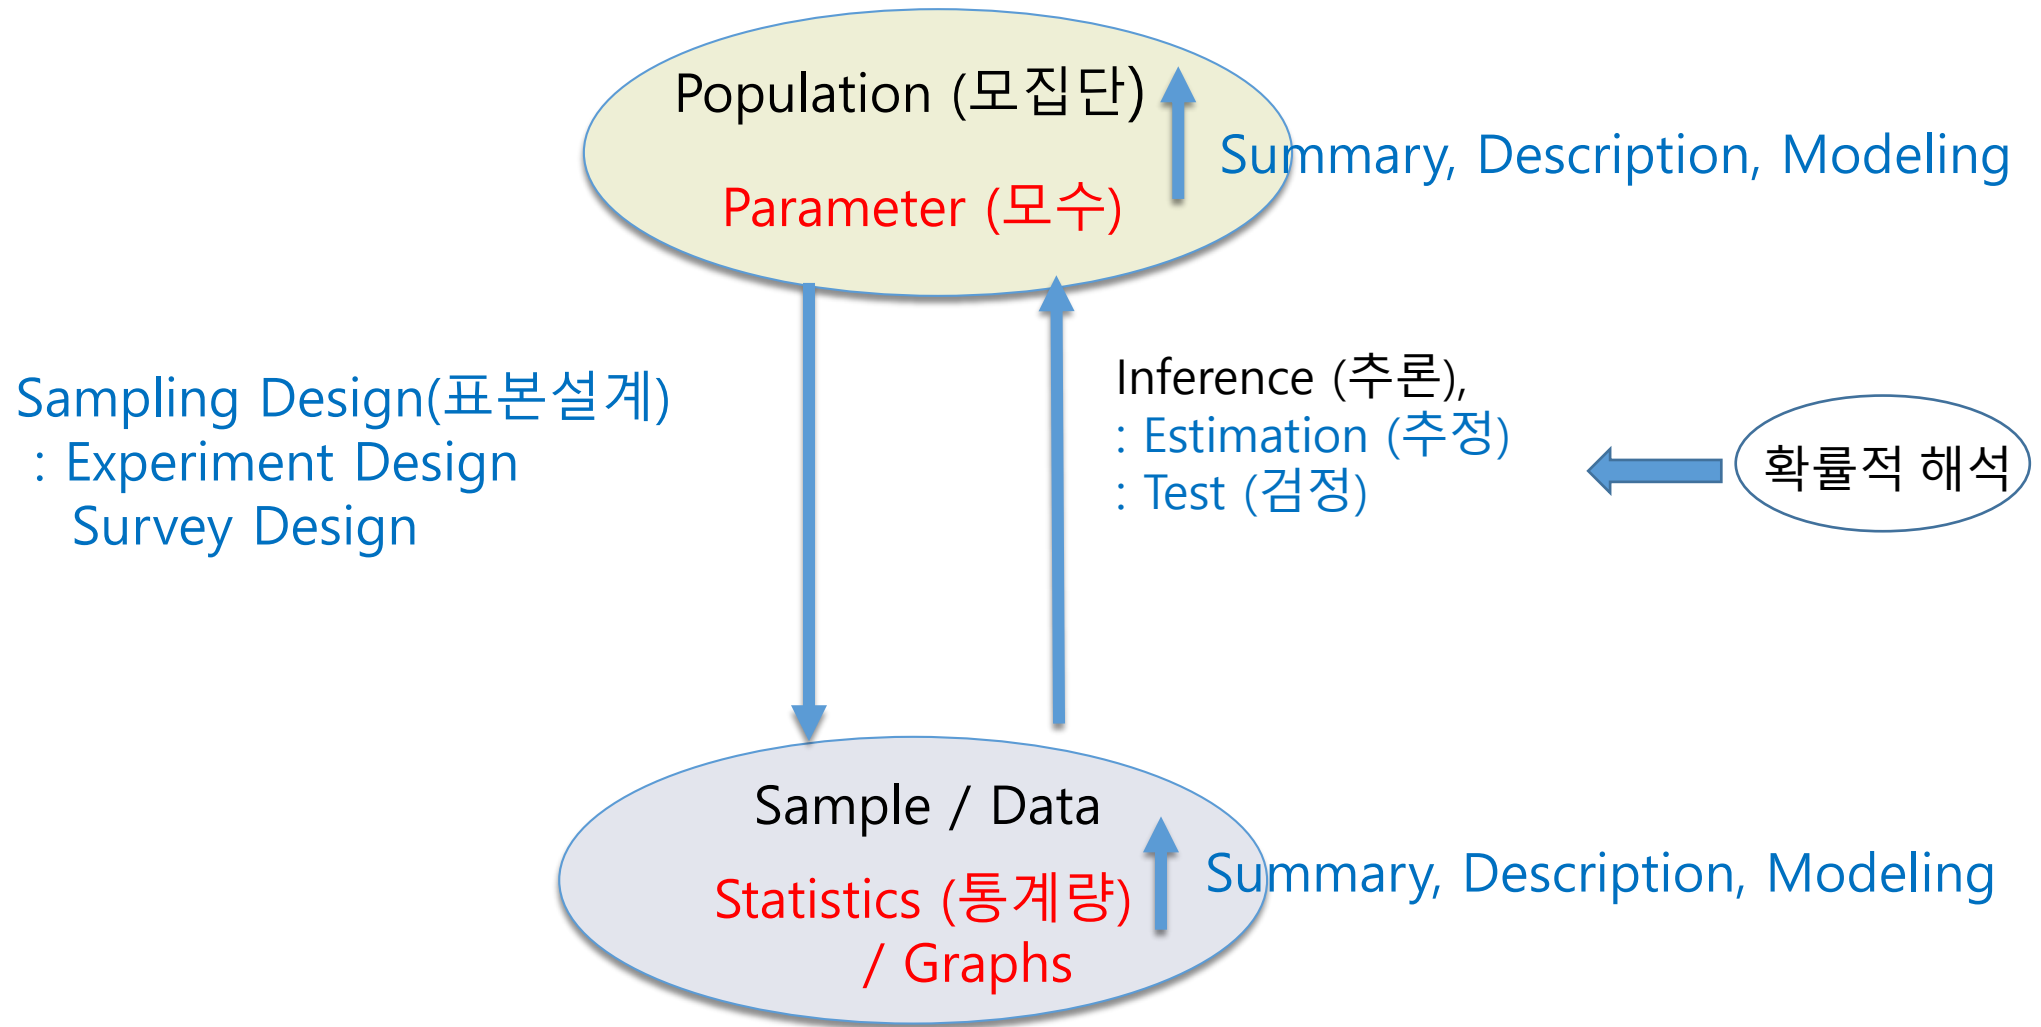 Population (모집단)
Summary, Description, Modeling
Parameter (모수)
Sampling Design(표본설계)
: Experiment Design
Survey Design
Inference (추론),
: Estimation (추정)
: Test (검정)
확률적 해석
Sample / Data
Statistics (통계량)
/ Graphs
Summary, Description, Modeling